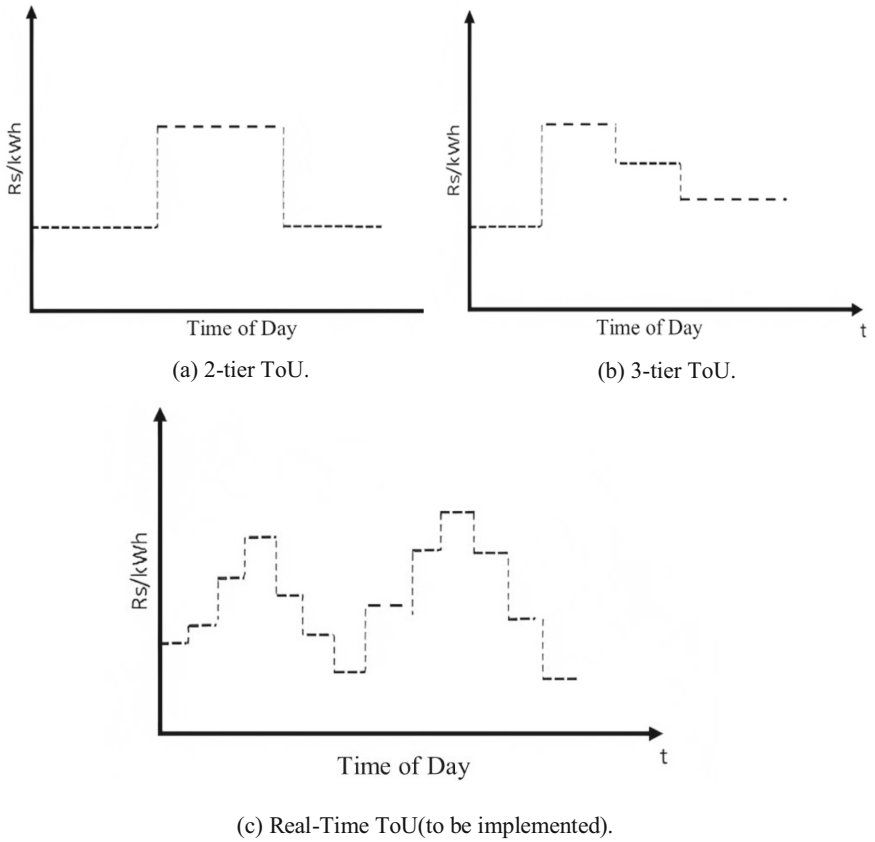 Rs/kWh
Time of Day
(a) 2-tier ToU.
Rs/kWh
Time of Day
t
(b) 3-tier ToU.
Rs/kWh
Time of Day
t
(c) Real-Time ToU(to be implemented).